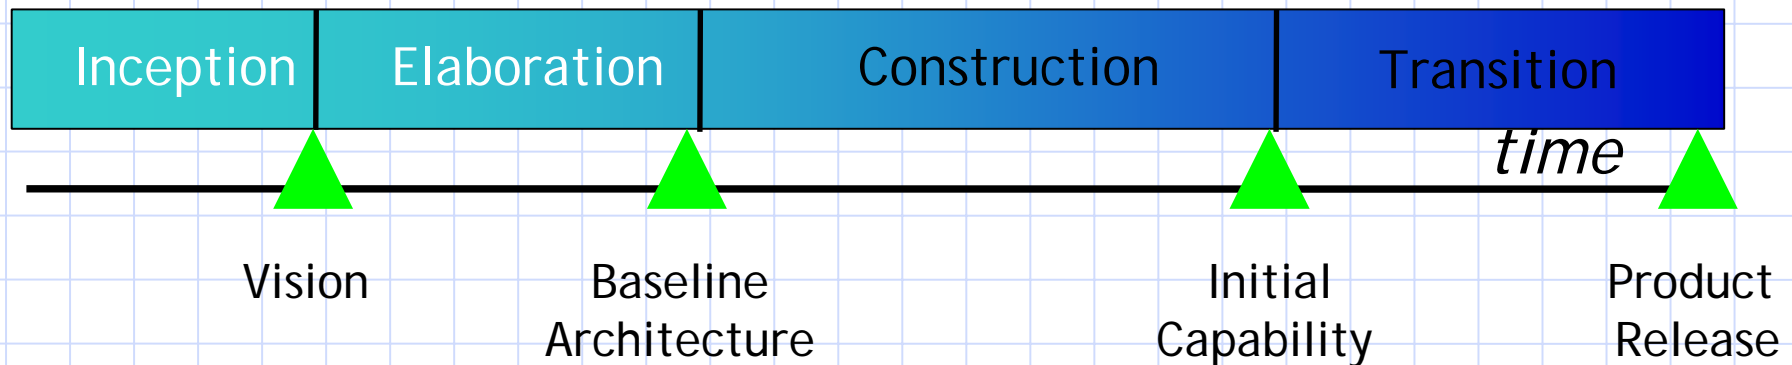 Inception Elaboration Construction Transition
time
Vision Baseline Initial Product
Architecture Capability Release